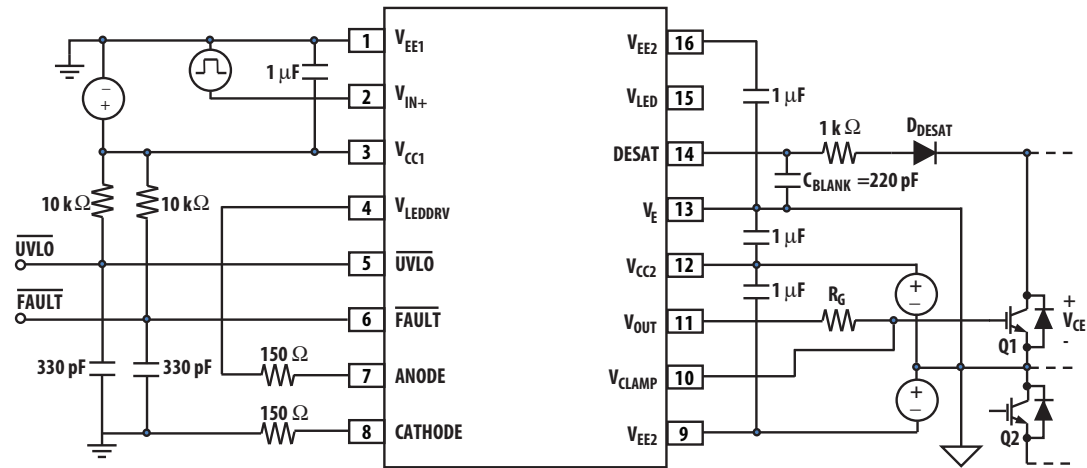 1 V_EE1
2 V_IN+
3 V_CC1
4 V_LEDDRV
5 UVLO
6 FAULT
7 ANODE
8 CATHODE
V_EE2 16
V_LED 15
DESAT 14
V_E 13
V_CC2 12
V_OUT 11
V_CLAMP 10
V_EE2 9
1 μF
-
+
10 kΩ
10 kΩ
UVLO
FAULT
330 pF
330 pF
150 Ω
150 Ω
1 μF
1 kΩ
D_DESAT
C_BLANK =220 pF
1 μF
1 μF
R_G
+
-
+
-
+
V_CE
-
Q1
Q2